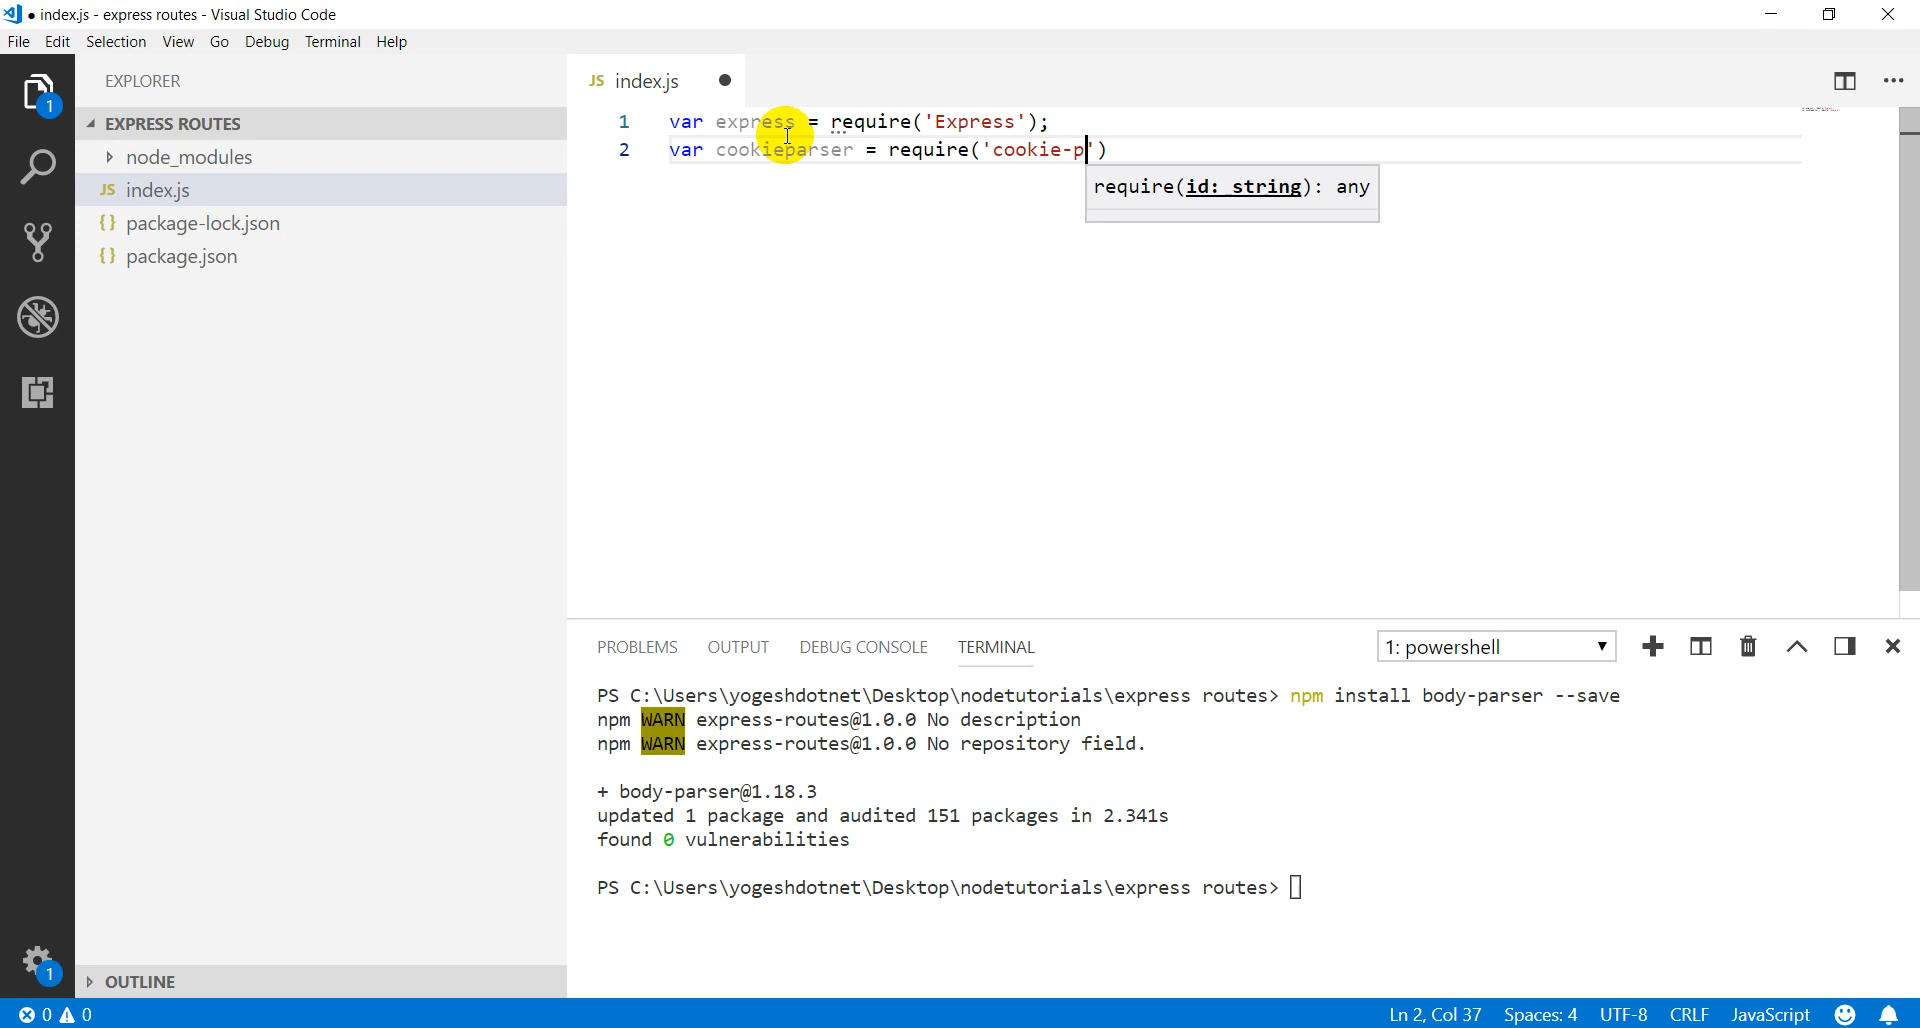 ● index.js - express routes - Visual Studio Code
File Edit Selection View Go Debug Terminal Help
EXPLORER
EXPRESS ROUTES
node_modules
JS index.js
{} package-lock.json
{} package.json
OUTLINE
1
1
JS index.js ●
1 var express = require('Express');
2 var cookieparser = require('cookie-p')
require(id: string): any
PROBLEMS OUTPUT DEBUG CONSOLE TERMINAL
1: powershell
PS C:\Users\yogeshdotnet\Desktop\nodetutorials\express routes> npm install body-parser --save
npm WARN express-routes@1.0.0 No description
npm WARN express-routes@1.0.0 No repository field.
+ body-parser@1.18.3
updated 1 package and audited 151 packages in 2.341s
found 0 vulnerabilities
PS C:\Users\yogeshdotnet\Desktop\nodetutorials\express routes>
0 0 Ln 2, Col 37 Spaces: 4 UTF-8 CRLF JavaScript